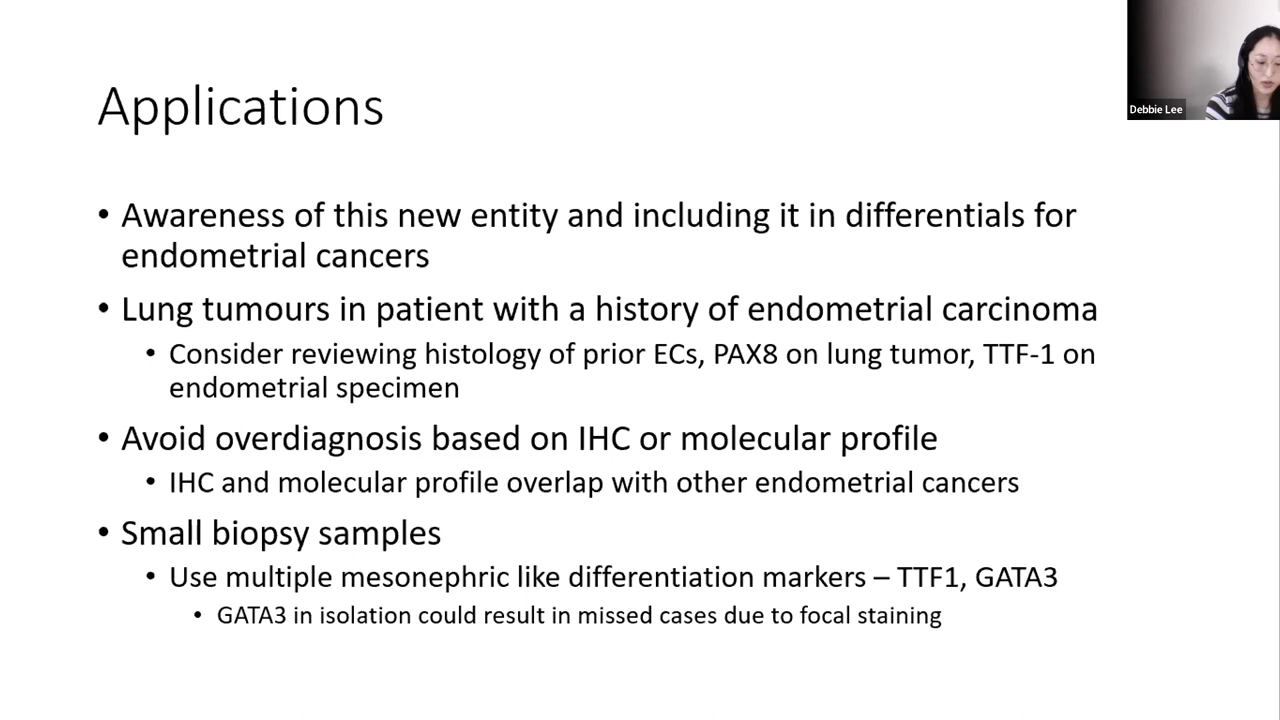 Applications
Debbie Lee
• Awareness of this new entity and including it in differentials for
endometrial cancers
• Lung tumours in patient with a history of endometrial carcinoma
• Consider reviewing histology of prior ECs, PAX8 on lung tumor, TTF-1 on
endometrial specimen
• Avoid overdiagnosis based on IHC or molecular profile
• IHC and molecular profile overlap with other endometrial cancers
• Small biopsy samples
• Use multiple mesonephric like differentiation markers – TTF1, GATA3
• GATA3 in isolation could result in missed cases due to focal staining